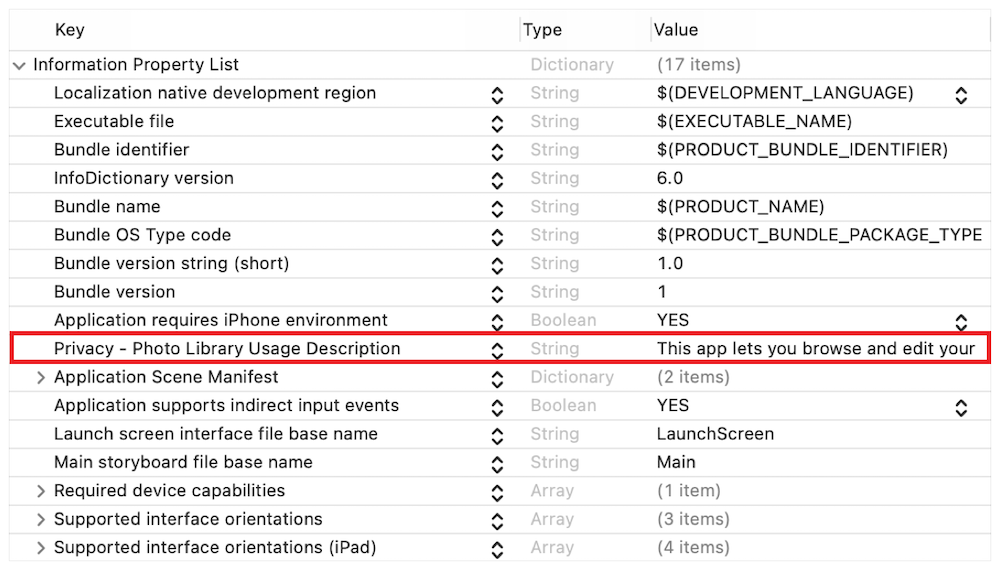 Key Type Value
Information Property List Dictionary (17 items)
Localization native development region String $(DEVELOPMENT_LANGUAGE)
Executable file String $(EXECUTABLE_NAME)
Bundle identifier String $(PRODUCT_BUNDLE_IDENTIFIER)
InfoDictionary version String 6.0
Bundle name String $(PRODUCT_NAME)
Bundle OS Type code String $(PRODUCT_BUNDLE_PACKAGE_TYPE
Bundle version string (short) String 1.0
Bundle version String 1
Application requires iPhone environment Boolean YES
Privacy - Photo Library Usage Description String This app lets you browse and edit your
Application Scene Manifest Dictionary (2 items)
Application supports indirect input events Boolean YES
Launch screen interface file base name String LaunchScreen
Main storyboard file base name String Main
Required device capabilities Array (1 item)
Supported interface orientations Array (3 items)
Supported interface orientations (iPad) Array (4 items)